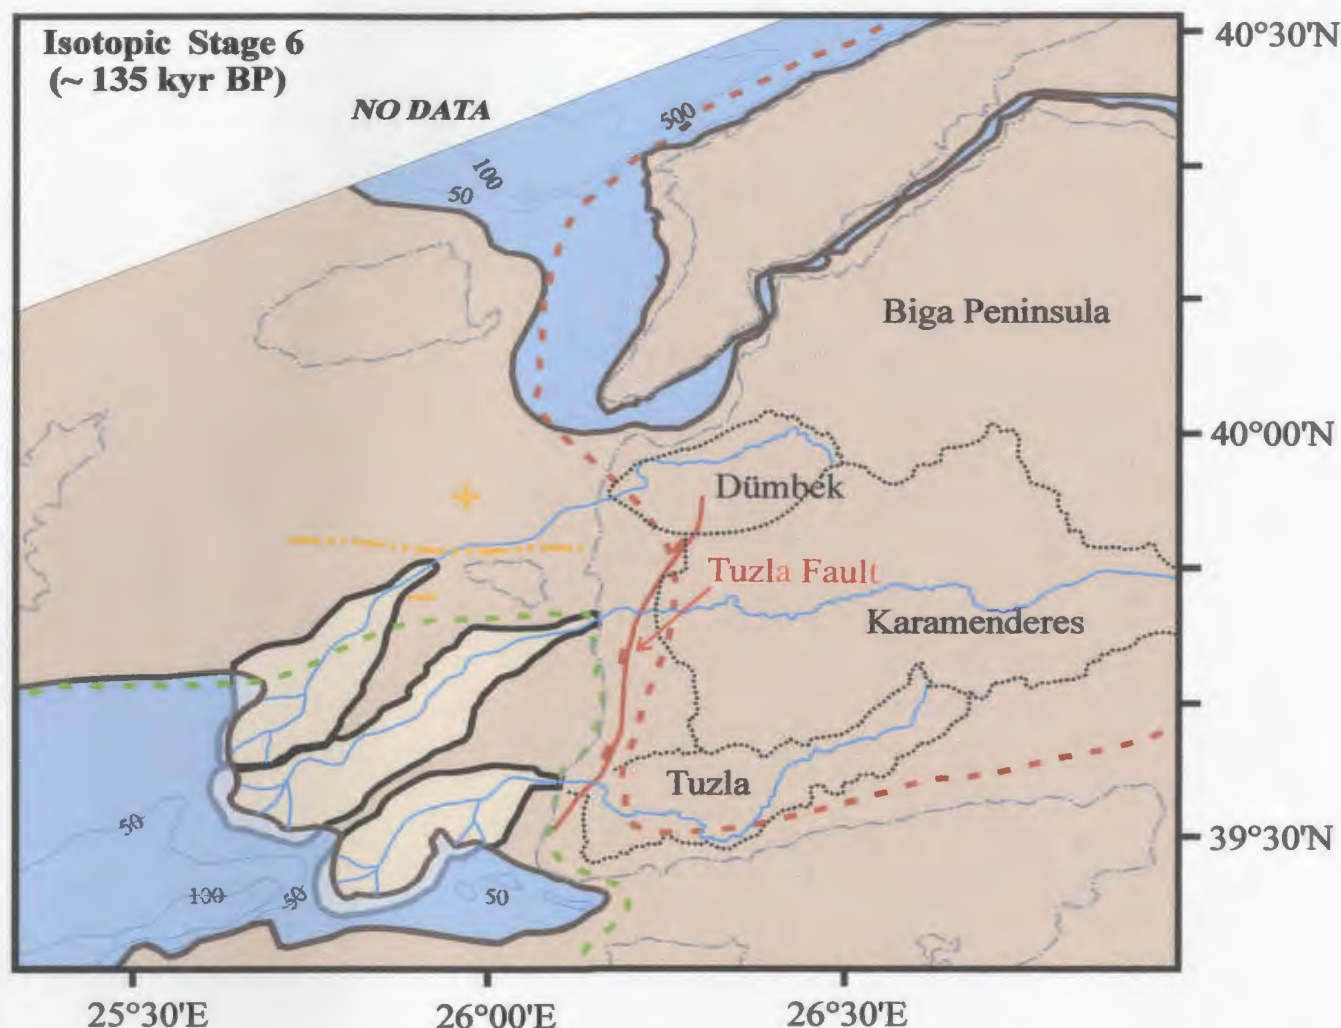 Isotopic Stage 6
(~ 135 kyr BP)
NO DATA
40°30'N
500
100
50
Biga Peninsula
40°00'N
Dümbek
Tuzla Fault
Karamenderes
Tuzla
50
39°30'N
100
50
50
25°30'E
26°00'E
26°30'E